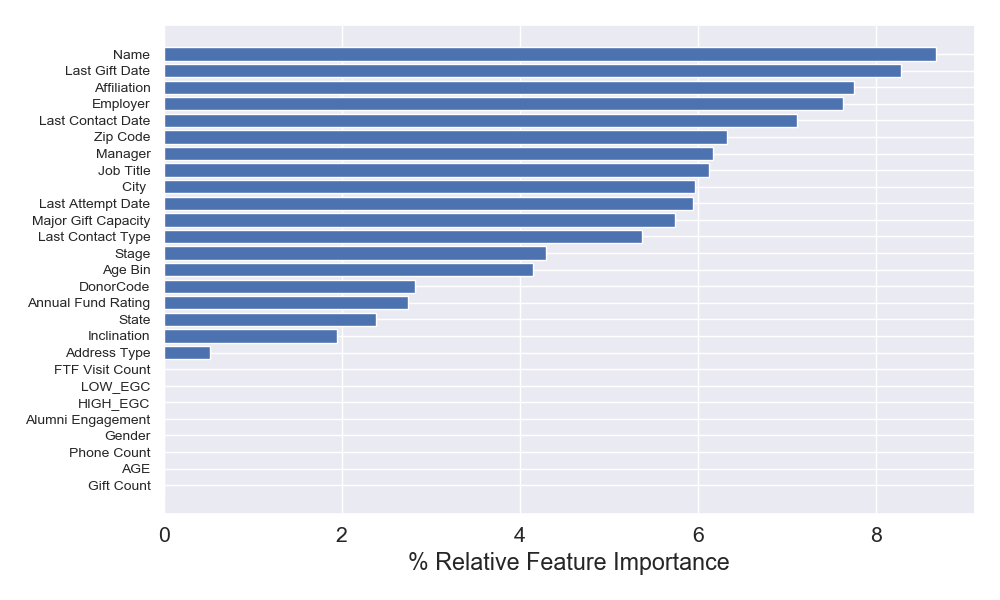 Name
Last Gift Date
Affiliation
Employer
Last Contact Date
Zip Code
Manager
Job Title
City
Last Attempt Date
Major Gift Capacity
Last Contact Type
Stage
Age Bin
DonorCode
Annual Fund Rating
State
Inclination
Address Type
FTF Visit Count
LOW_EGC
HIGH_EGC
Alumni Engagement
Gender
Phone Count
AGE
Gift Count
0 2 4 6 8
% Relative Feature Importance